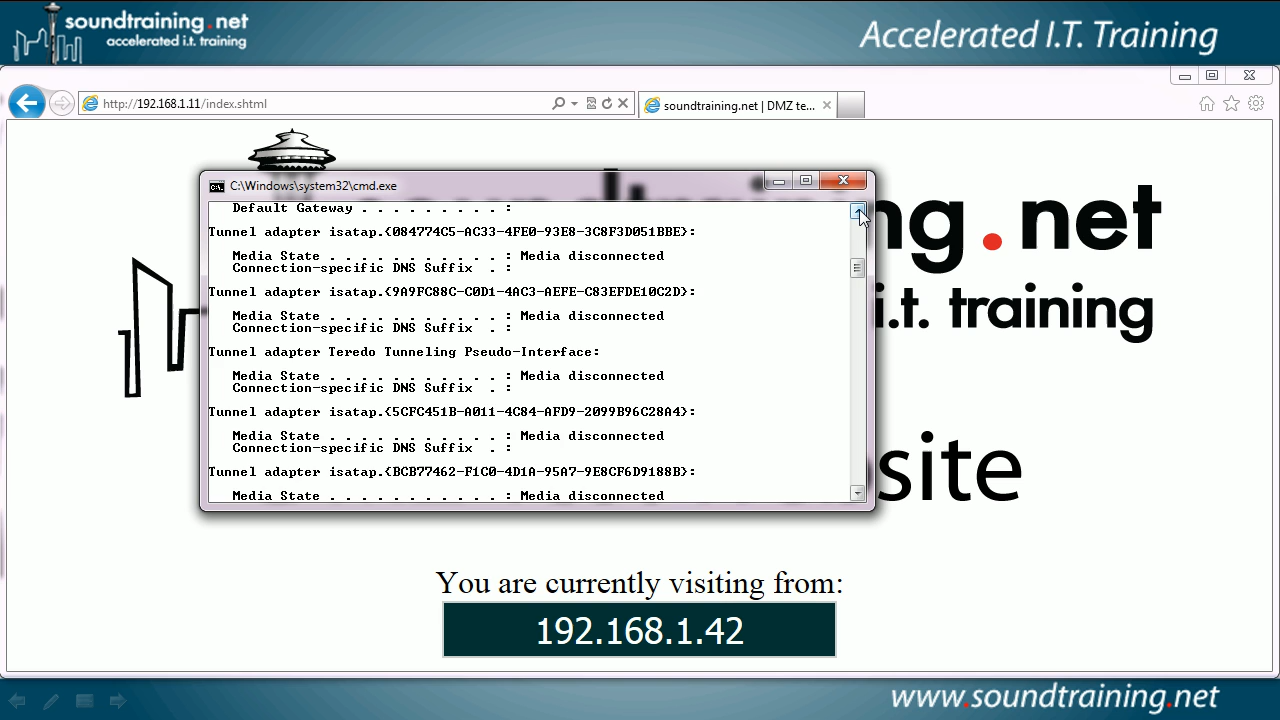 soundtraining.net
accelerated i.t. training
Accelerated I.T. Training
http://192.168.1.11/index.shtml
soundtraining.net | DMZ te...
C:\Windows\system32\cmd.exe
Default Gateway . . . . . . . . . :
Tunnel adapter isatap.{084774C5-AC33-4FE0-93E8-3C8F3D051BBE}:
Media State . . . . . . . . . . . : Media disconnected
Connection-specific DNS Suffix . :
Tunnel adapter isatap.{9A9FC88C-C0D1-4AC3-AEFE-C83EFDE10C2D}:
Media State . . . . . . . . . . . : Media disconnected
Connection-specific DNS Suffix . :
Tunnel adapter Teredo Tunneling Pseudo-Interface:
Media State . . . . . . . . . . . : Media disconnected
Connection-specific DNS Suffix . :
Tunnel adapter isatap.{5CFC451B-A011-4C84-AFD9-2099B96C28A4}:
Media State . . . . . . . . . . . : Media disconnected
Connection-specific DNS Suffix . :
Tunnel adapter isatap.{BCB77462-F1C0-4D1A-95A7-9E8CF6D9188B}:
Media State . . . . . . . . . . . : Media disconnected
ng.net
i.t. training
site
You are currently visiting from:
192.168.1.42
www.soundtraining.net